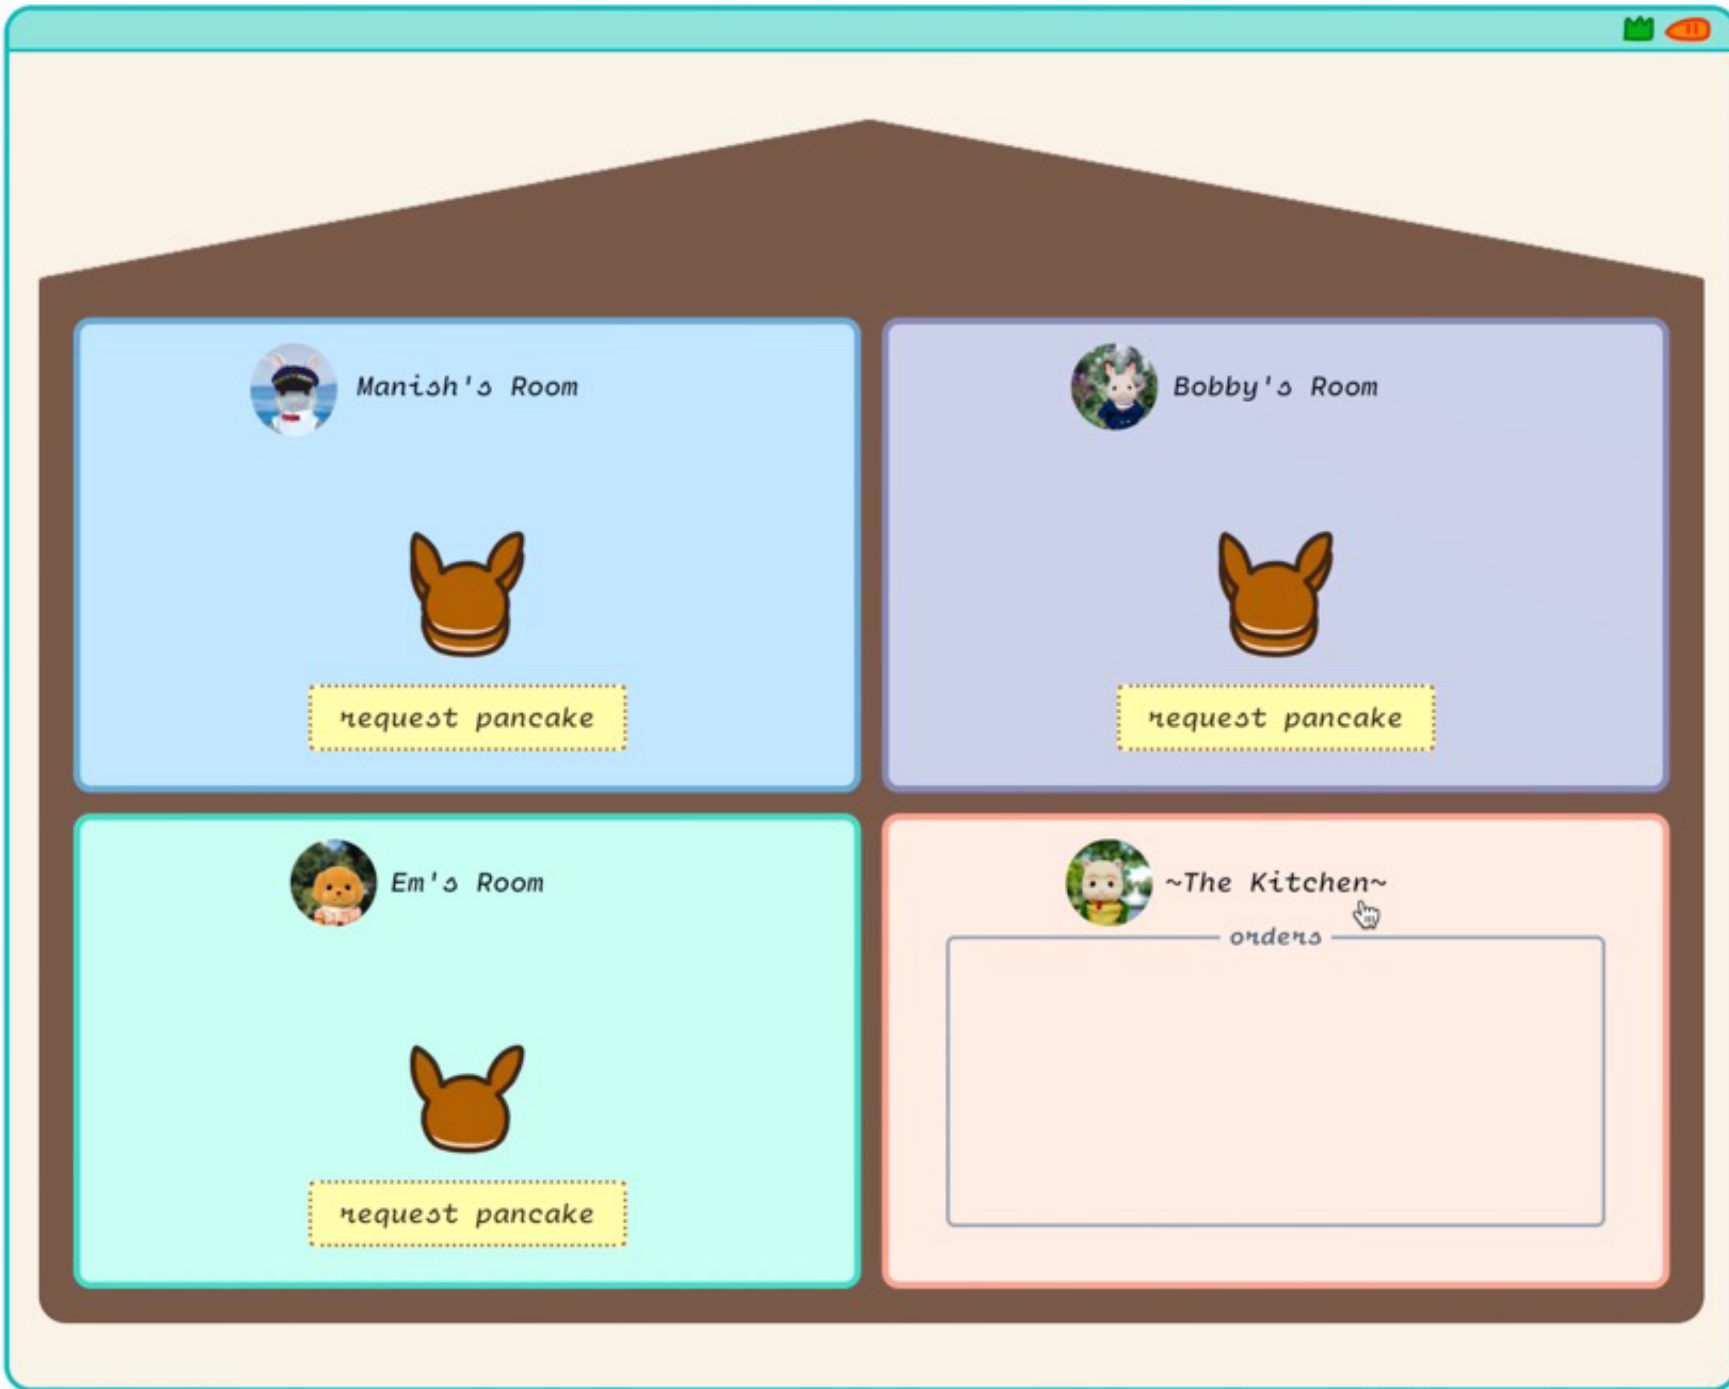 Manish's Room
Bobby's Room
request pancake
request pancake
Em's Room
~The Kitchen~
orders
request pancake